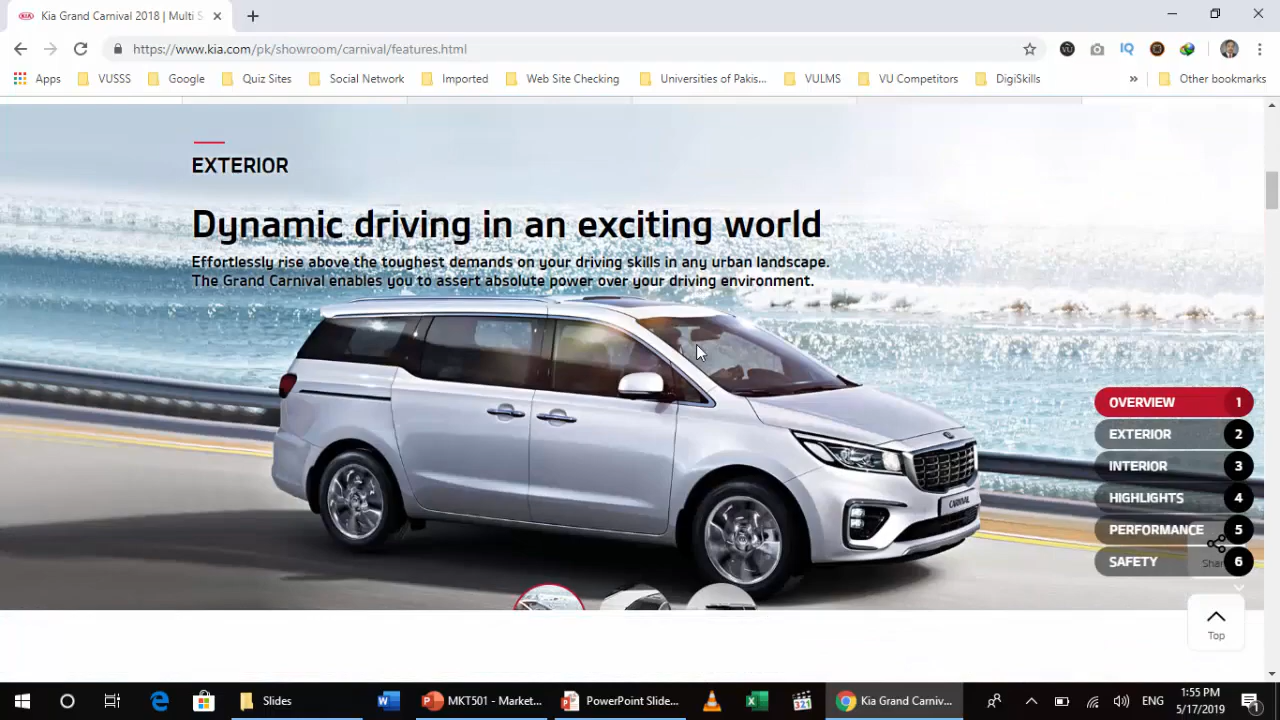 Kia Grand Carnival 2018 | Multi S
https://www.kia.com/pk/showroom/carnival/features.html
Apps
VUSSS
Google
Quiz Sites
Social Network
Imported
Web Site Checking
Universities of Pakis...
VULMS
VU Competitors
DigiSkills
»
Other bookmarks
EXTERIOR
Dynamic driving in an exciting world
Effortlessly rise above the toughest demands on your driving skills in any urban landscape.
The Grand Carnival enables you to assert absolute power over your driving environment.
CARNIVAL
OVERVIEW 1
EXTERIOR 2
INTERIOR 3
HIGHLIGHTS 4
PERFORMANCE 5
SAFETY 6
Top
Slides
MKT501 - Market...
PowerPoint Slide...
321
Kia Grand Carniv...
ENG
1:55 PM
5/17/2019
1